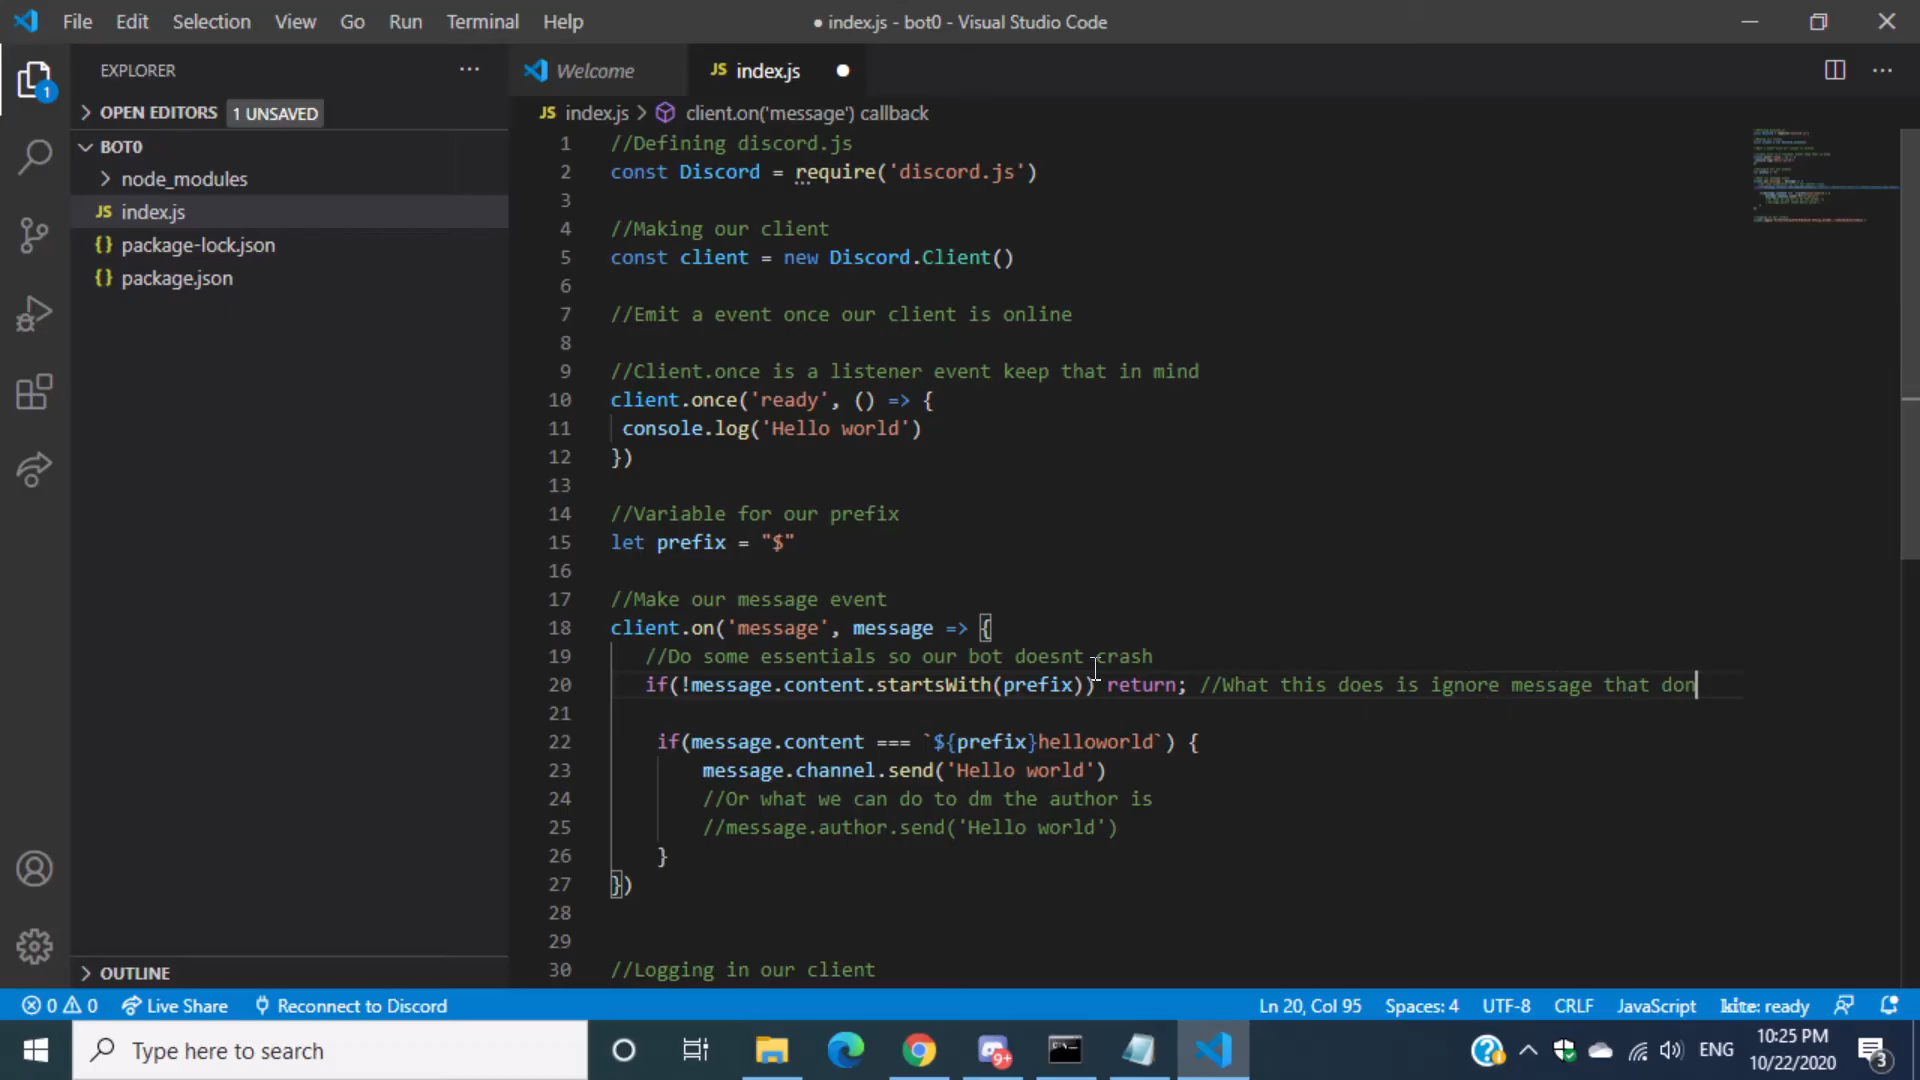 File Edit Selection View Go Run Terminal Help
● index.js - bot0 - Visual Studio Code
EXPLORER
Welcome
JS index.js
OPEN EDITORS 1 UNSAVED
JS index.js > client.on('message') callback
BOT0
node_modules
JS index.js
{} package-lock.json
{} package.json
OUTLINE
1 //Defining discord.js
2 const Discord = require('discord.js')
3
4 //Making our client
5 const client = new Discord.Client()
6
7 //Emit a event once our client is online
8
9 //Client.once is a listener event keep that in mind
10 client.once('ready', () => {
11 console.log('Hello world')
12 })
13
14 //Variable for our prefix
15 let prefix = "$"
16
17 //Make our message event
18 client.on('message', message => {
19 //Do some essentials so our bot doesnt crash
20 if(!message.content.startsWith(prefix)) return; //What this does is ignore message that don
21
22 if(message.content === `${prefix}helloworld`) {
23 message.channel.send('Hello world')
24 //Or what we can do to dm the author is
25 //message.author.send('Hello world')
26 }
27 })
28
29
30 //Logging in our client
1
0 0 Live Share Reconnect to Discord
Ln 20, Col 95 Spaces: 4 UTF-8 CRLF JavaScript kite: ready
Type here to search
9+
ENG
10:25 PM
10/22/2020
3